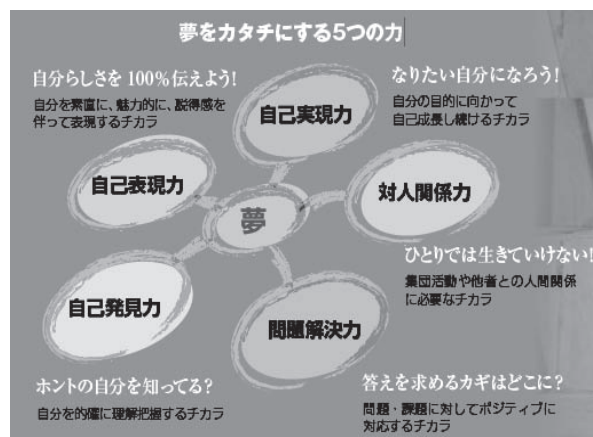 夢をカタチにする5つの力
自分らしさを100%伝えよう!
自分を素直に、魅力的に、説得感を
伴って表現するチカラ
なりたい自分になろう!
自分の目的に向かって
自己成長し続けるチカラ
自己実現力
自己表現力
対人関係力
夢
ひとりでは生きていけない!
集団活動や他者との人間関係
に必要なチカラ
自己発見力
問題解決力
ホントの自分を知ってる?
自分を的確に理解把握するチカラ
答えを求めるカギはどこに?
問題・課題に対してポジティブに
対応するチカラ